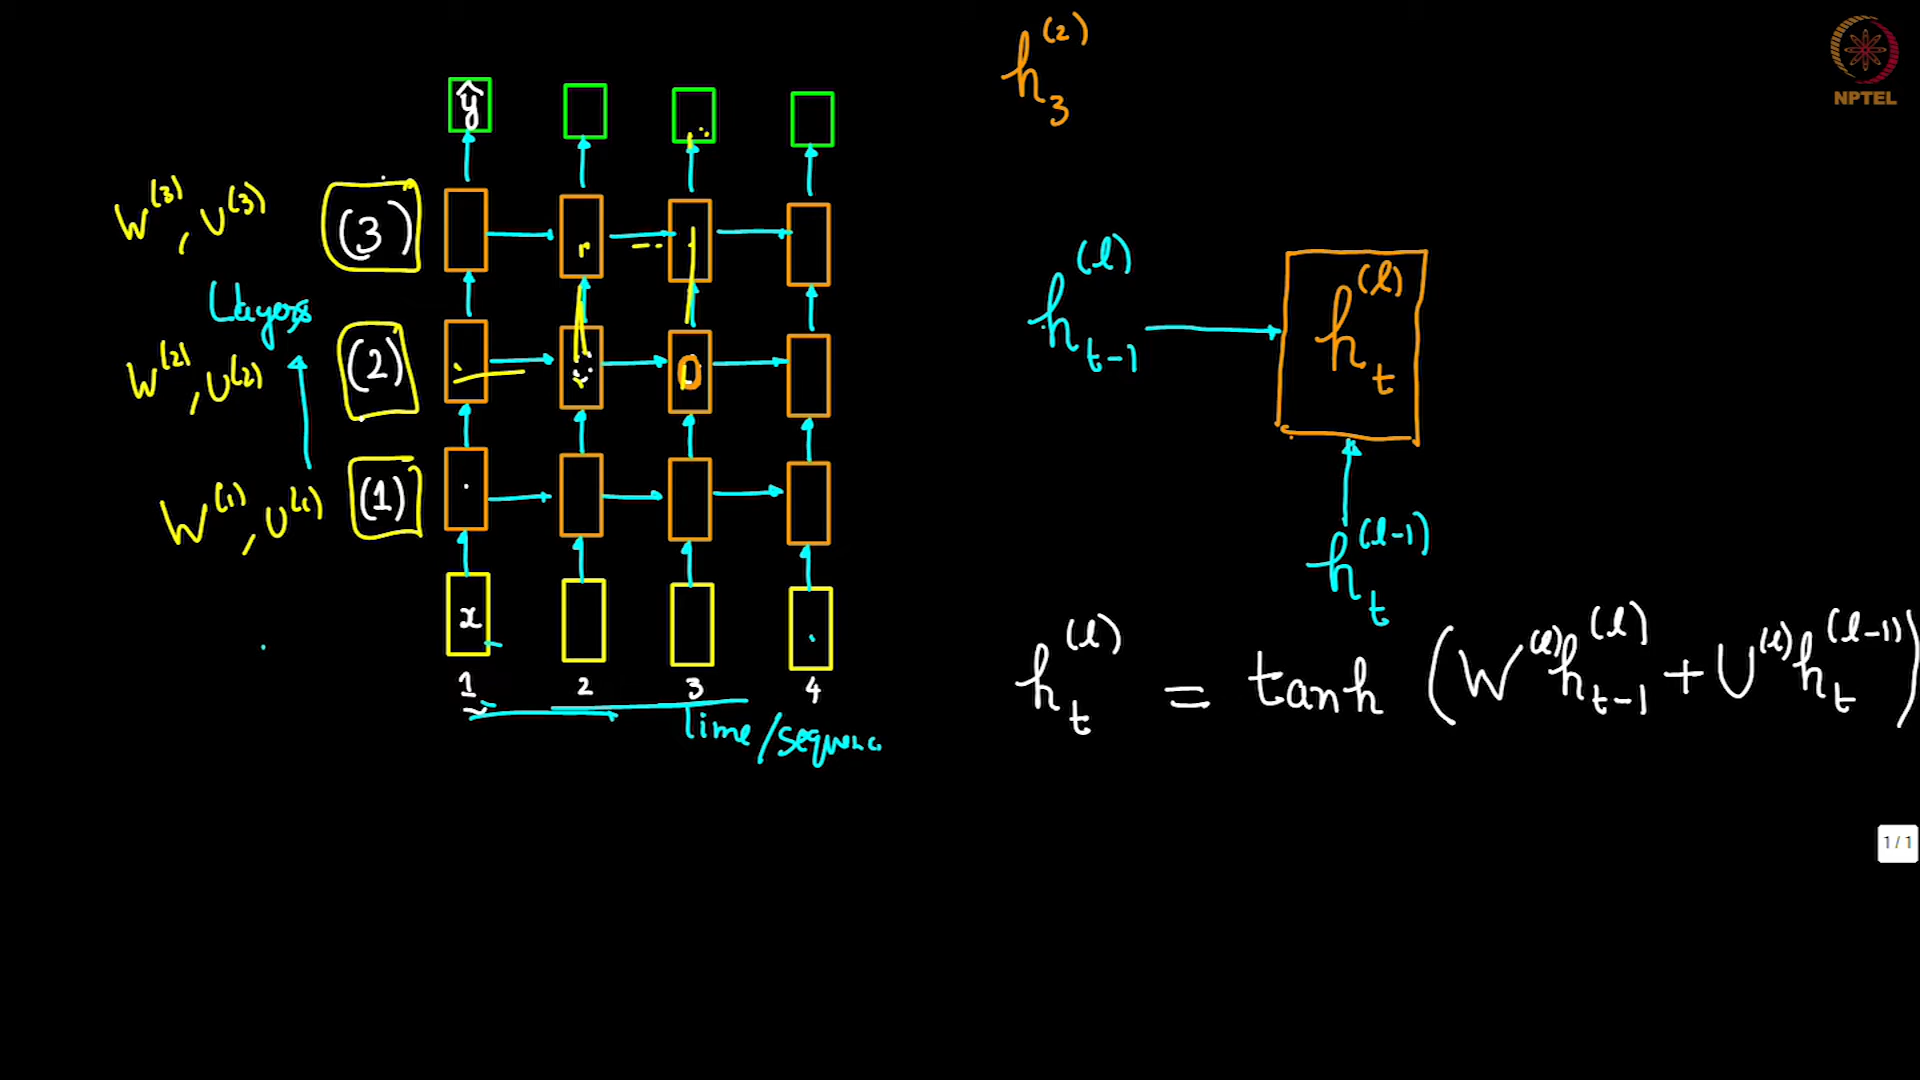 h_3^{(2)}
NPTEL
ŷ
W^{(3)}, U^{(3)} (3)
Layers
W^{(2)}, U^{(2)} (2)
W^{(1)}, U^{(1)} (1)
x
1 2 3 4
Time/
h_{t-1}^{(l)}
h_t^{(l)}
h_t^{(l-1)}
h_t^{(l)} = tanh (W^{(l)}h_{t-1}^{(l)} + U^{(l)}h_t^{(l-1)})
1 / 1